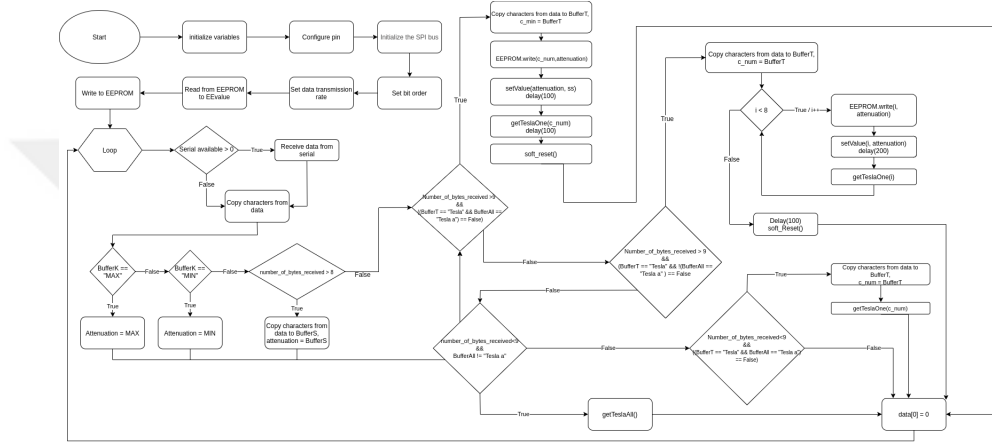 Start
initialize variables
Configure pin
Initialize the SPI bus
Write to EEPROM
Read from EEPROM
to EEvalue
Set data transmission
rate
Set bit order
Loop
Serial available > 0
True
Receive data from
serial
False
Copy characters from
data
BufferK ==
"MAX"
False
BufferK ==
"MIN"
False
number_of_bytes_received > 8
False
True
True
True
Attenuation = MAX
Attenuation = MIN
Copy characters from
data to BufferS,
attenuation = BufferS
Copy characters from data to BufferT,
c_min = BufferT
EEPROM.write(c_num,attenuation)
setValue(attenuation, ss)
delay(100)
getTeslaOne(c_num)
delay(100)
soft_reset()
True
Number_of_bytes_received >9
&&
!(BufferT == "Tesla" && BufferAll ==
"Tesla a") == False)
False
Copy characters from data to BufferT,
c_num = BufferT
i < 8
True / i++
EEPROM.write(i,
attenuation)
setValue(i, attenuation)
delay(200)
getTeslaOne(i)
False
Delay(100)
soft_Reset()
True
Number_of_bytes_received > 9
&&
(BufferT == "Tesla" && !(BufferAll ==
"Tesla a" ) == False
False
number_of_bytes_received<9
&&
BufferAll != "Tesla a"
False
True
getTeslaAll()
Number_of_bytes_received<9
&&
((BufferT == "Tesla" && BufferAll == "Tesla a")
== False)
True
False
Copy characters from data to
BufferT,
c_num = BufferT
getTeslaOne(c_num)
data[0] = 0